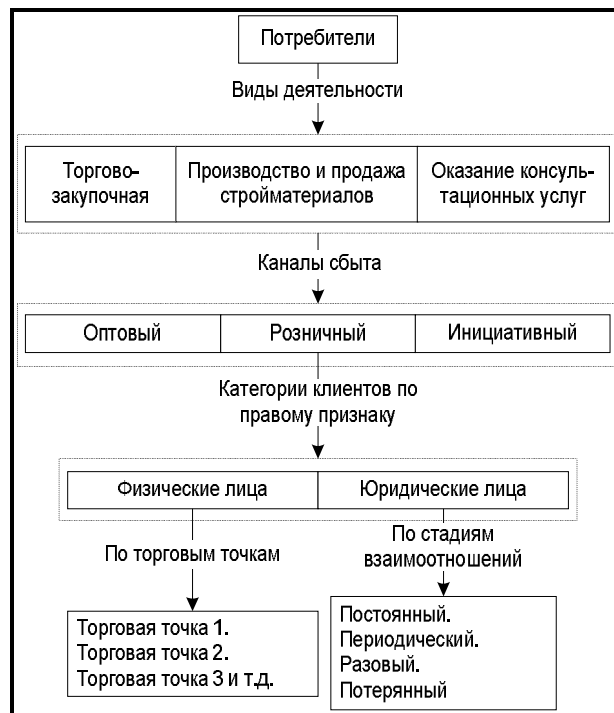 Потребители
Виды деятельности
Торгово-
закупочная
Производство и продажа
стройматериалов
Оказание консуль-
тационных услуг
Каналы сбыта
Оптовый
Розничный
Инициативный
Категории клиентов по
правому признаку
Физические лица
Юридические лица
По торговым точкам
По стадиям
взаимоотношений
Торговая точка 1.
Торговая точка 2.
Торговая точка 3 и т.д.
Постоянный.
Периодический.
Разовый.
Потерянный